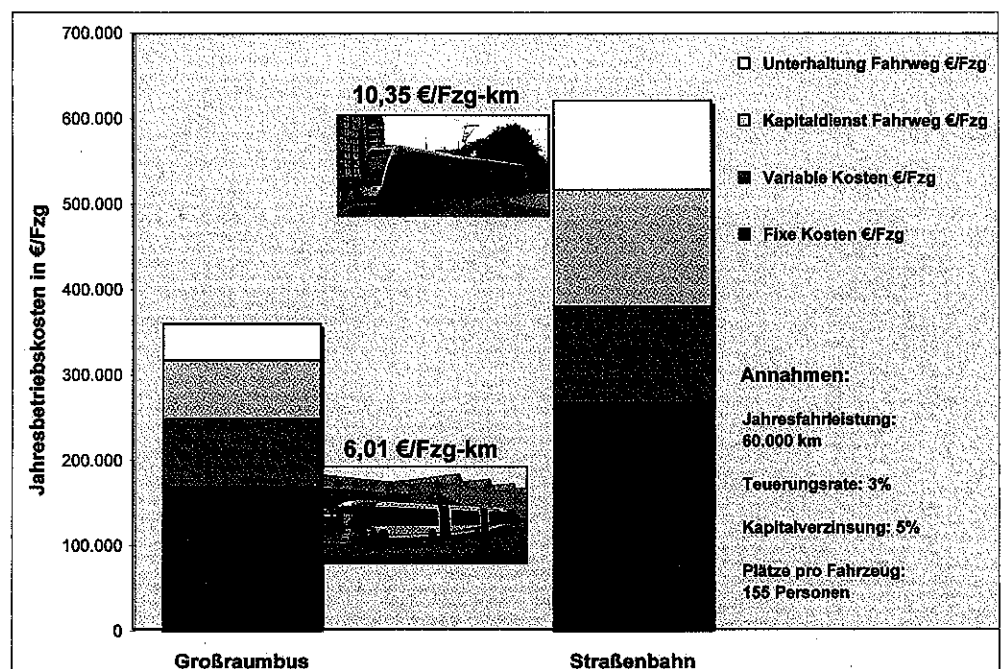 700.000
600.000
500.000
400.000
300.000
200.000
100.000
0
Jahresbetriebskosten in €/Fzg
10,35 €/Fzg-km
6,01 €/Fzg-km
Großraumbus
Straßenbahn
Unterhaltung Fahrweg €/Fzg
Kapitaldienst Fahrweg €/Fzg
Variable Kosten €/Fzg
Fixe Kosten €/Fzg
Annahmen:
Jahresfahrleistung:
60.000 km
Teuerungsrate: 3%
Kapitalverzinsung: 5%
Plätze pro Fahrzeug:
155 Personen